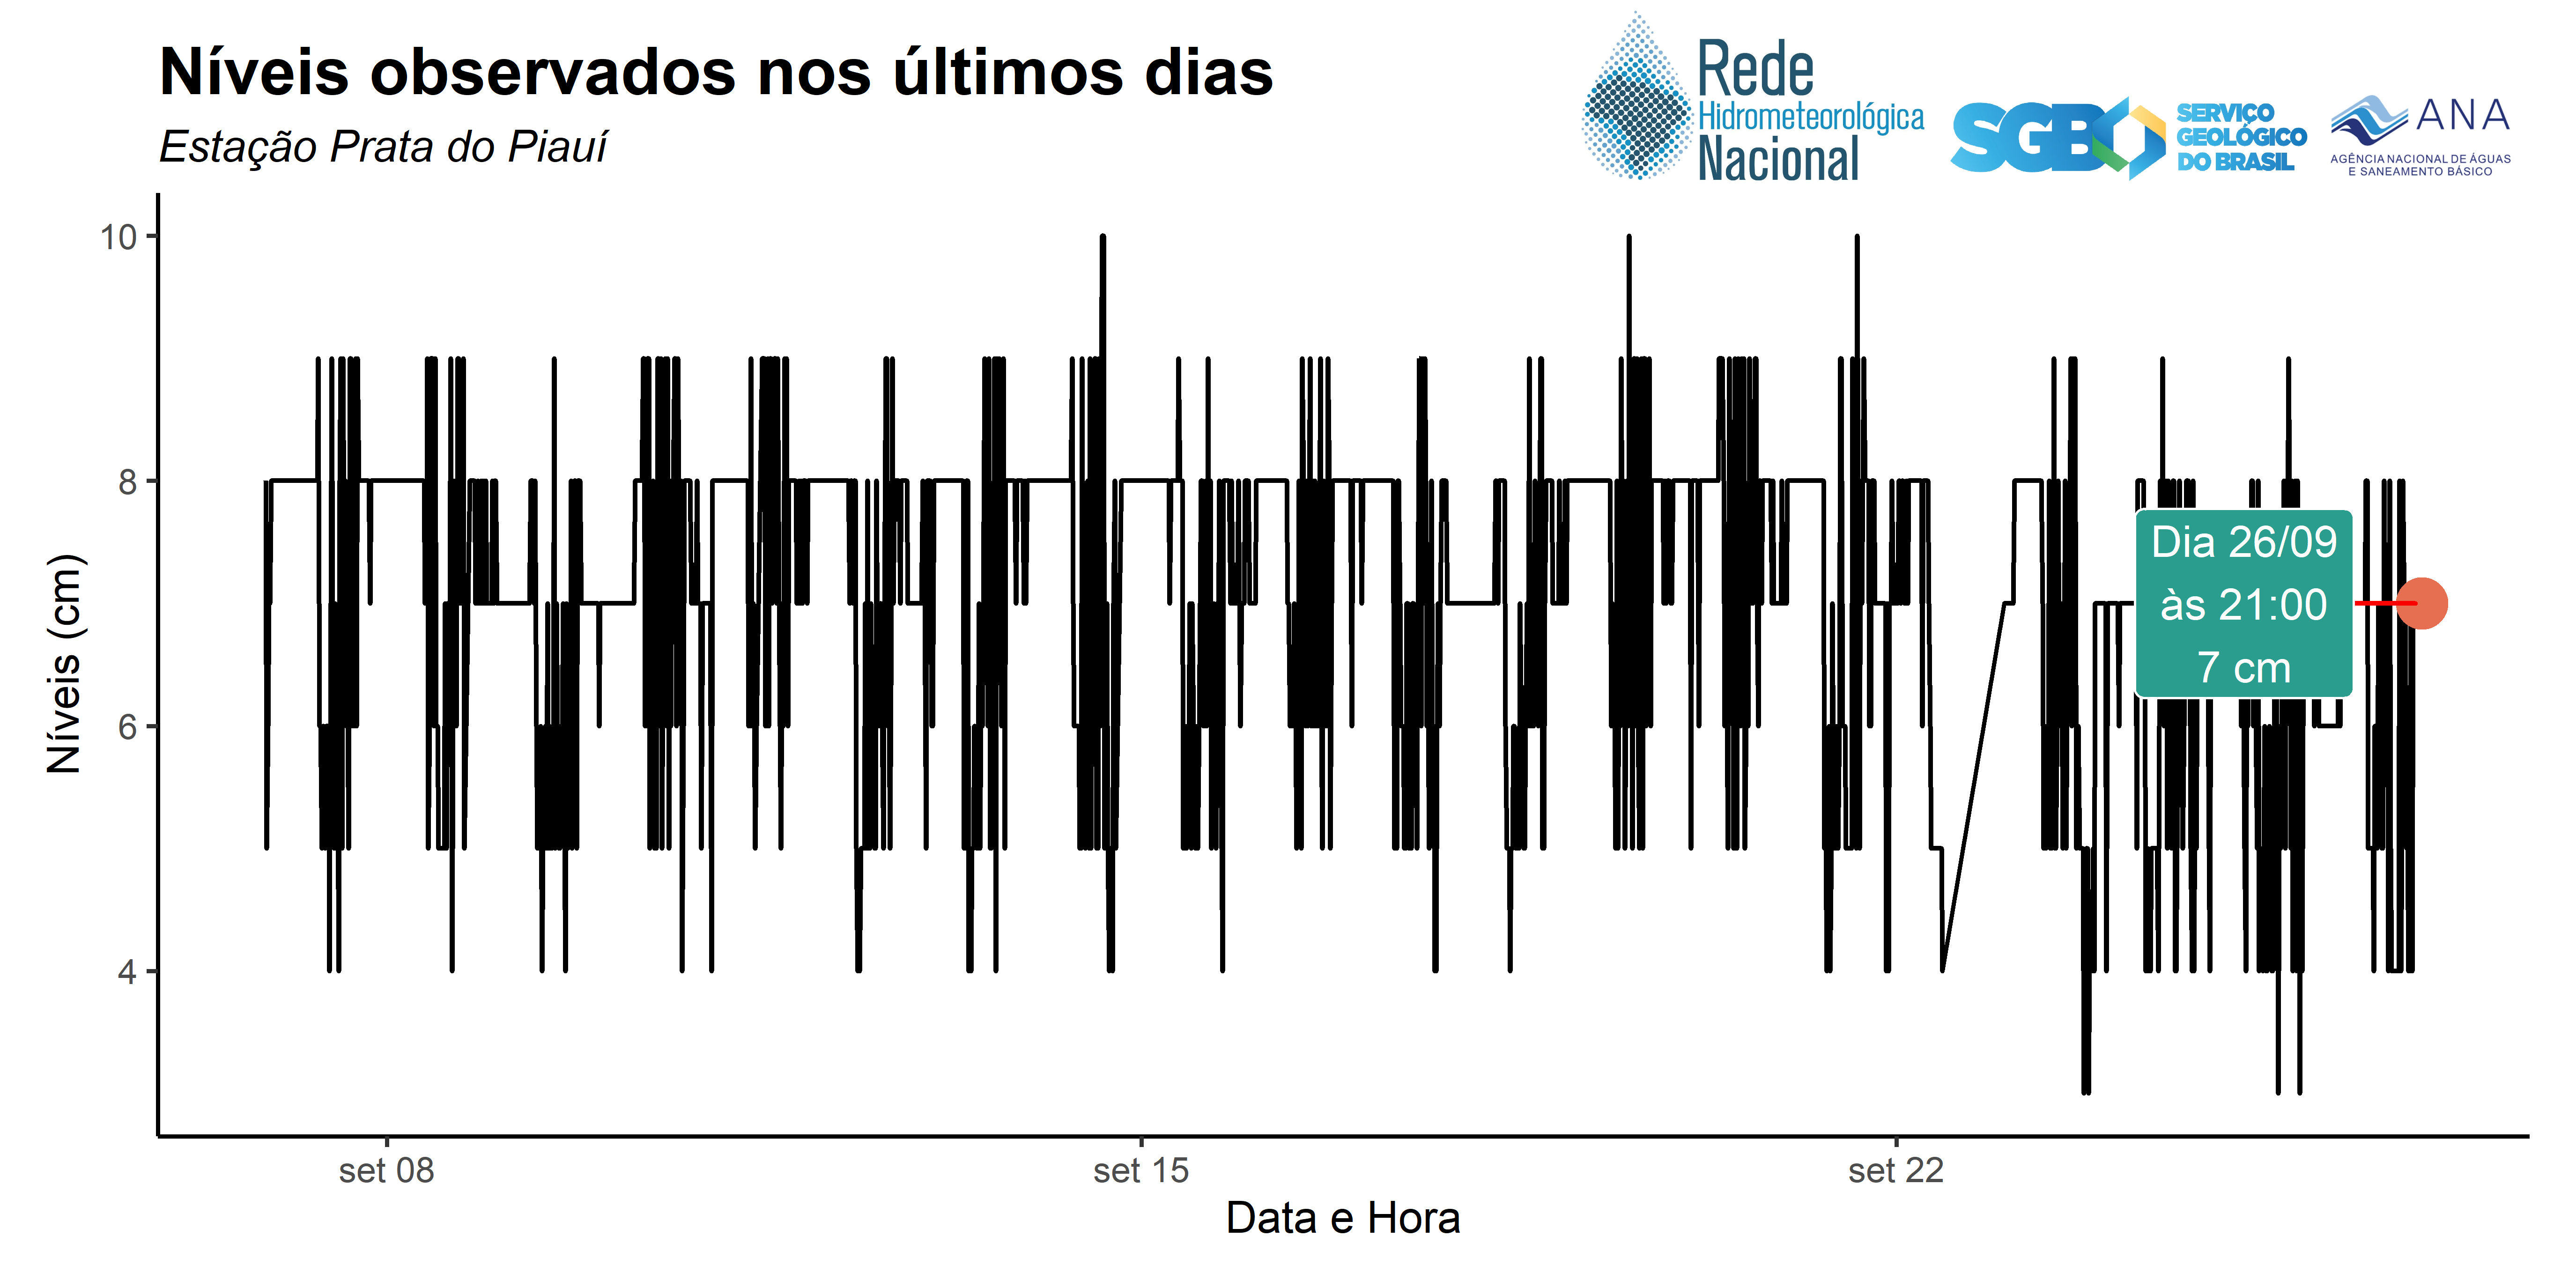 Níveis observados nos últimos dias
Estação Prata do Piauí
Rede
Hidrometeorológica
Nacional
SGB
SERVIÇO
GEOLÓGICO
DO BRASIL
ANA
AGÊNCIA NACIONAL DE ÁGUAS
E SANEAMENTO BÁSICO
Níveis (cm)
10
8
6
4
Dia 26/09
às 21:00
7 cm
set 08
set 15
set 22
Data e Hora